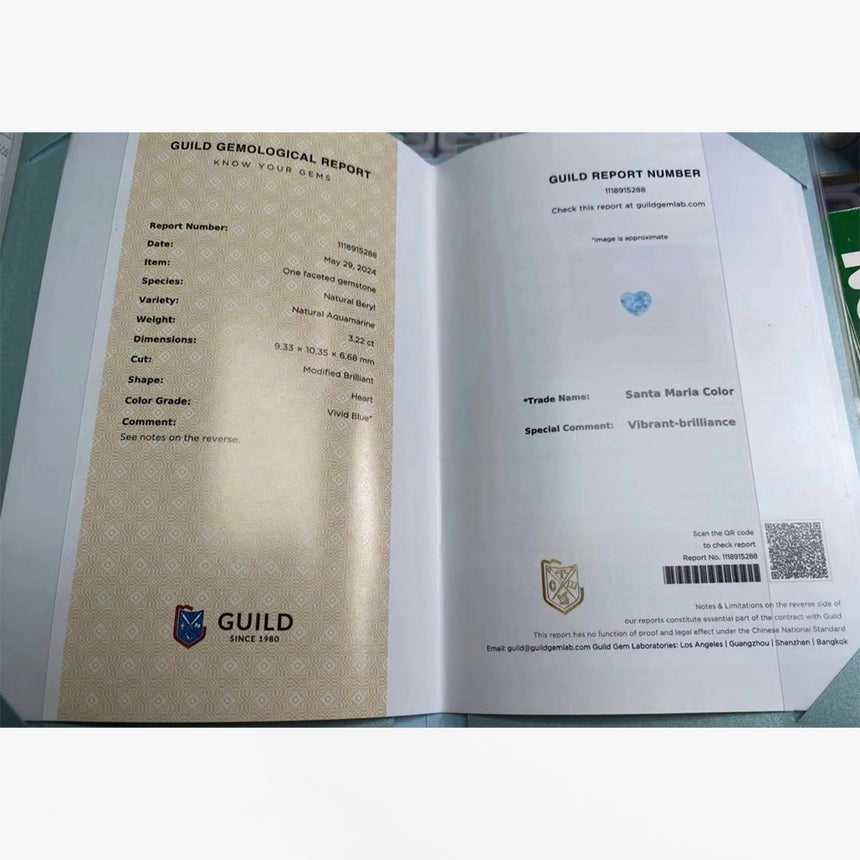 GUILD GEMOLOGICAL REPORT
KNOW YOUR GEMS
Report Number: 1118915288
Date: May 29, 2024
Item: One faceted gemstone
Species: Natural Beryl
Variety: Natural Aquamarine
Weight: 3.22 ct
Dimensions: 9.33 × 10.35 × 6.68 mm
Cut: Modified Brilliant
Shape: Heart
Color Grade: Vivid Blue*
Comment:
See notes on the reverse.
GUILD
SINCE 1980
GUILD REPORT NUMBER
1118915288
Check this report at guildgemlab.com
*Image is approximate
*Trade Name: Santa Maria Color
Special Comment: Vibrant-brilliance
Scan the QR code
to check report
Report No. 1118915288
Notes & Limitations on the reverse side of
our reports constitute essential part of the contract with Guild
This report has no function of proof and legal effect under the Chinese National Standard
Email: guild@guildgemlab.com Guild Gem Laboratories: Los Angeles | Guangzhou | Shenzhen | Bangkok